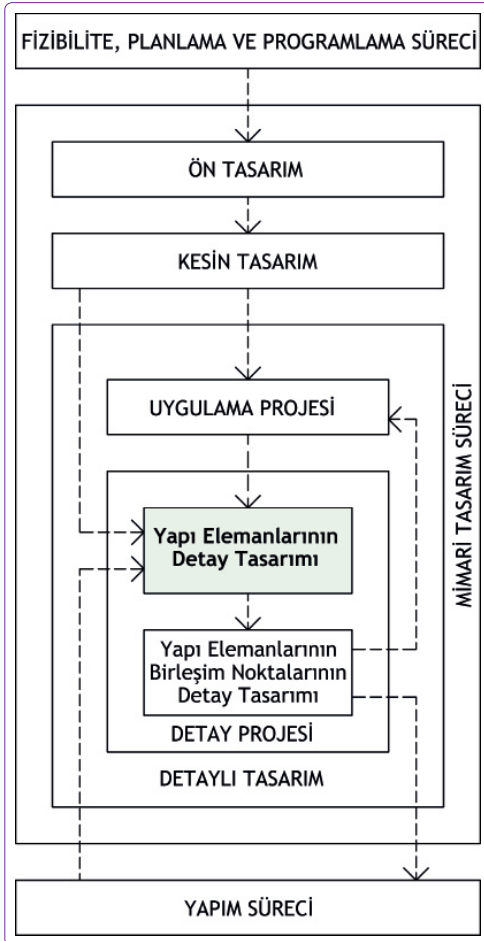 FİZİBİLİTE, PLANLAMA VE PROGRAMLAMA SÜRECİ
ÖN TASARIM
KESİN TASARIM
UYGULAMA PROJESİ
Yapı Elemanlarının
Detay Tasarımı
Yapı Elemanlarının
Birleşim Noktalarının
Detay Tasarımı
DETAY PROJESİ
DETAYLI TASARIM
MİMARİ TASARIM SÜRECİ
YAPIM SÜRECİ